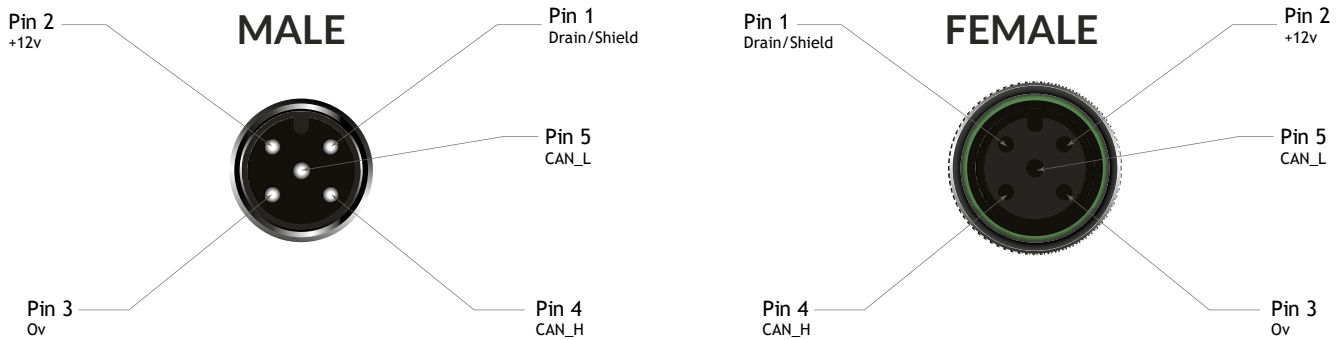 MALE
Pin 2
+12v
Pin 1
Drain/Shield
Pin 5
CAN_L
Pin 3
0v
Pin 4
CAN_H
FEMALE
Pin 1
Drain/Shield
Pin 2
+12v
Pin 5
CAN_L
Pin 4
CAN_H
Pin 3
0v